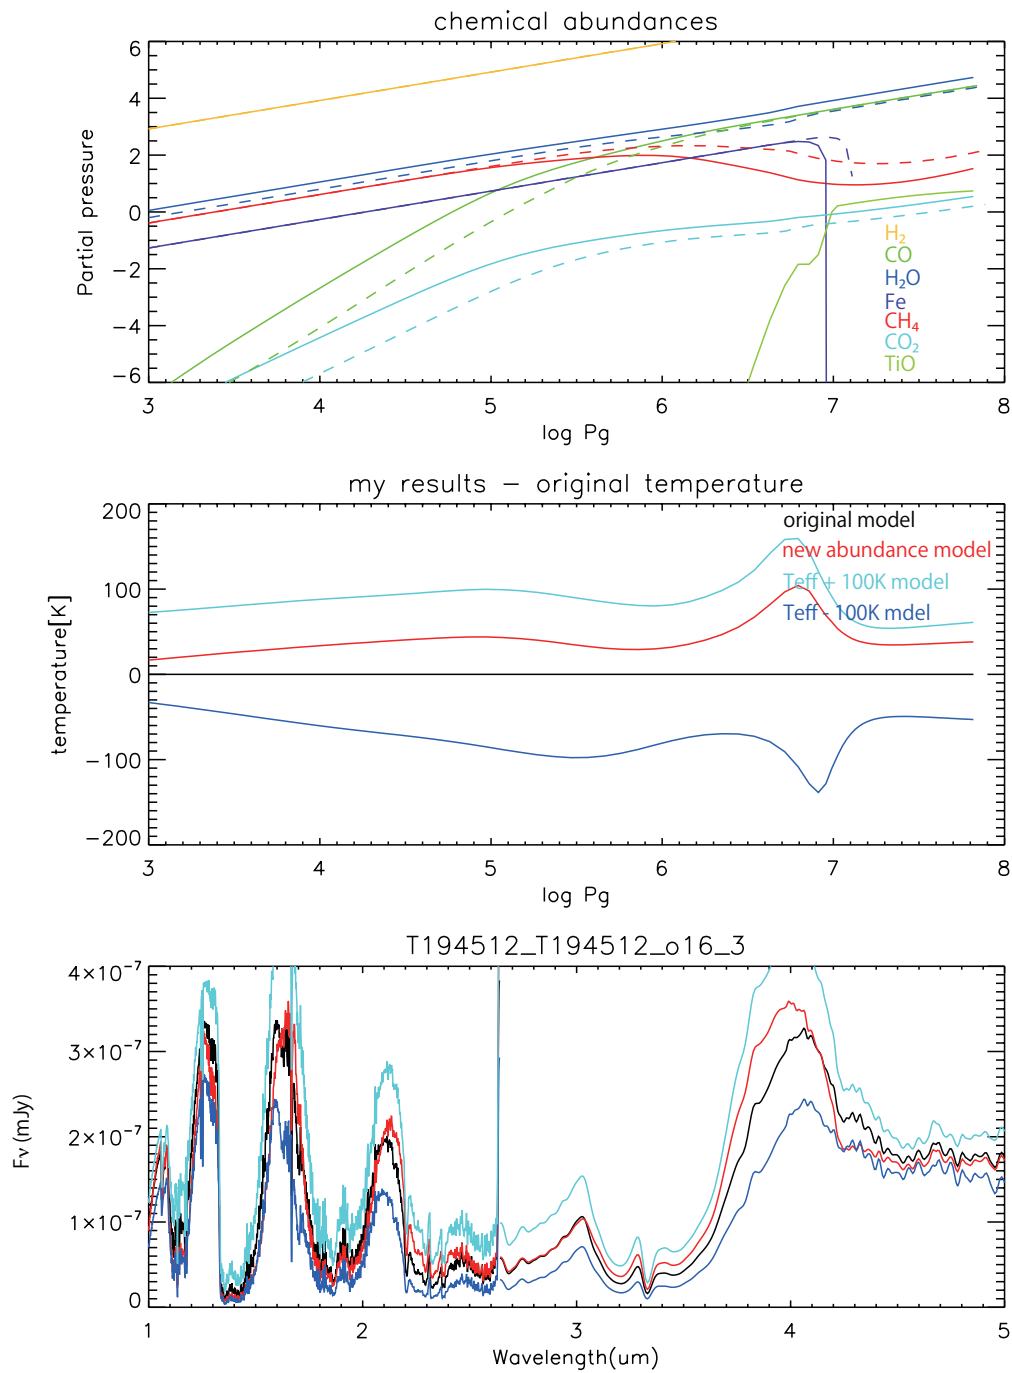 chemical abundances
6
4
2
0
−2
−4
−6
Partial pressure
H2
CO
H2O
Fe
CH4
CO2
TiO
3 4 5 6 7 8
log Pg
my results − original temperature
200
100
0
−100
−200
temperature[K]
original model
new abundance model
Teff + 100K model
Teff - 100K mdel
3 4 5 6 7 8
log Pg
T194512_T194512_o16_3
4×10⁻⁷
3×10⁻⁷
2×10⁻⁷
1×10⁻⁷
0
Fν (mJy)
1 2 3 4 5
Wavelength(um)